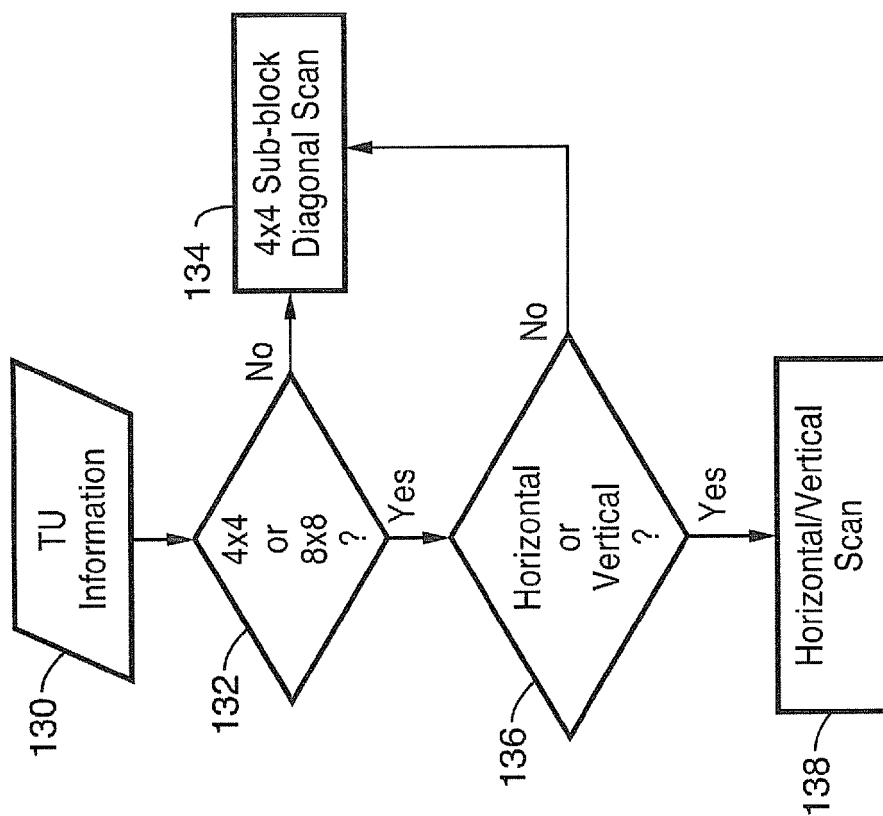 130
TU
Information
132
4x4
or
8x8
?
No
134
4x4 Sub-block
Diagonal Scan
Yes
136
Horizontal
or
Vertical
?
No
Yes
138
Horizontal/Vertical
Scan